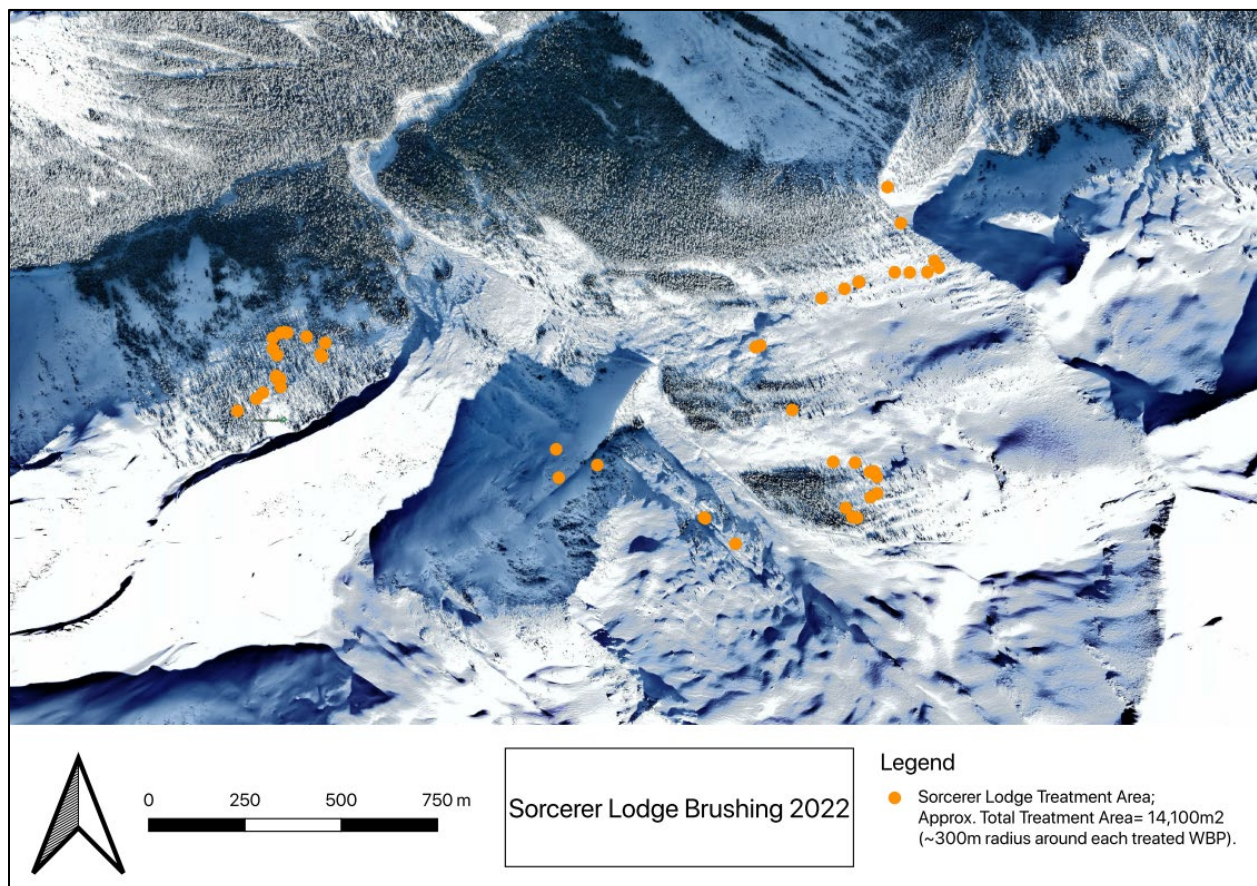 0 250 500 750 m
Sorcerer Lodge Brushing 2022
Legend
Sorcerer Lodge Treatment Area;
Approx. Total Treatment Area= 14,100m2
(~300m radius around each treated WBP).